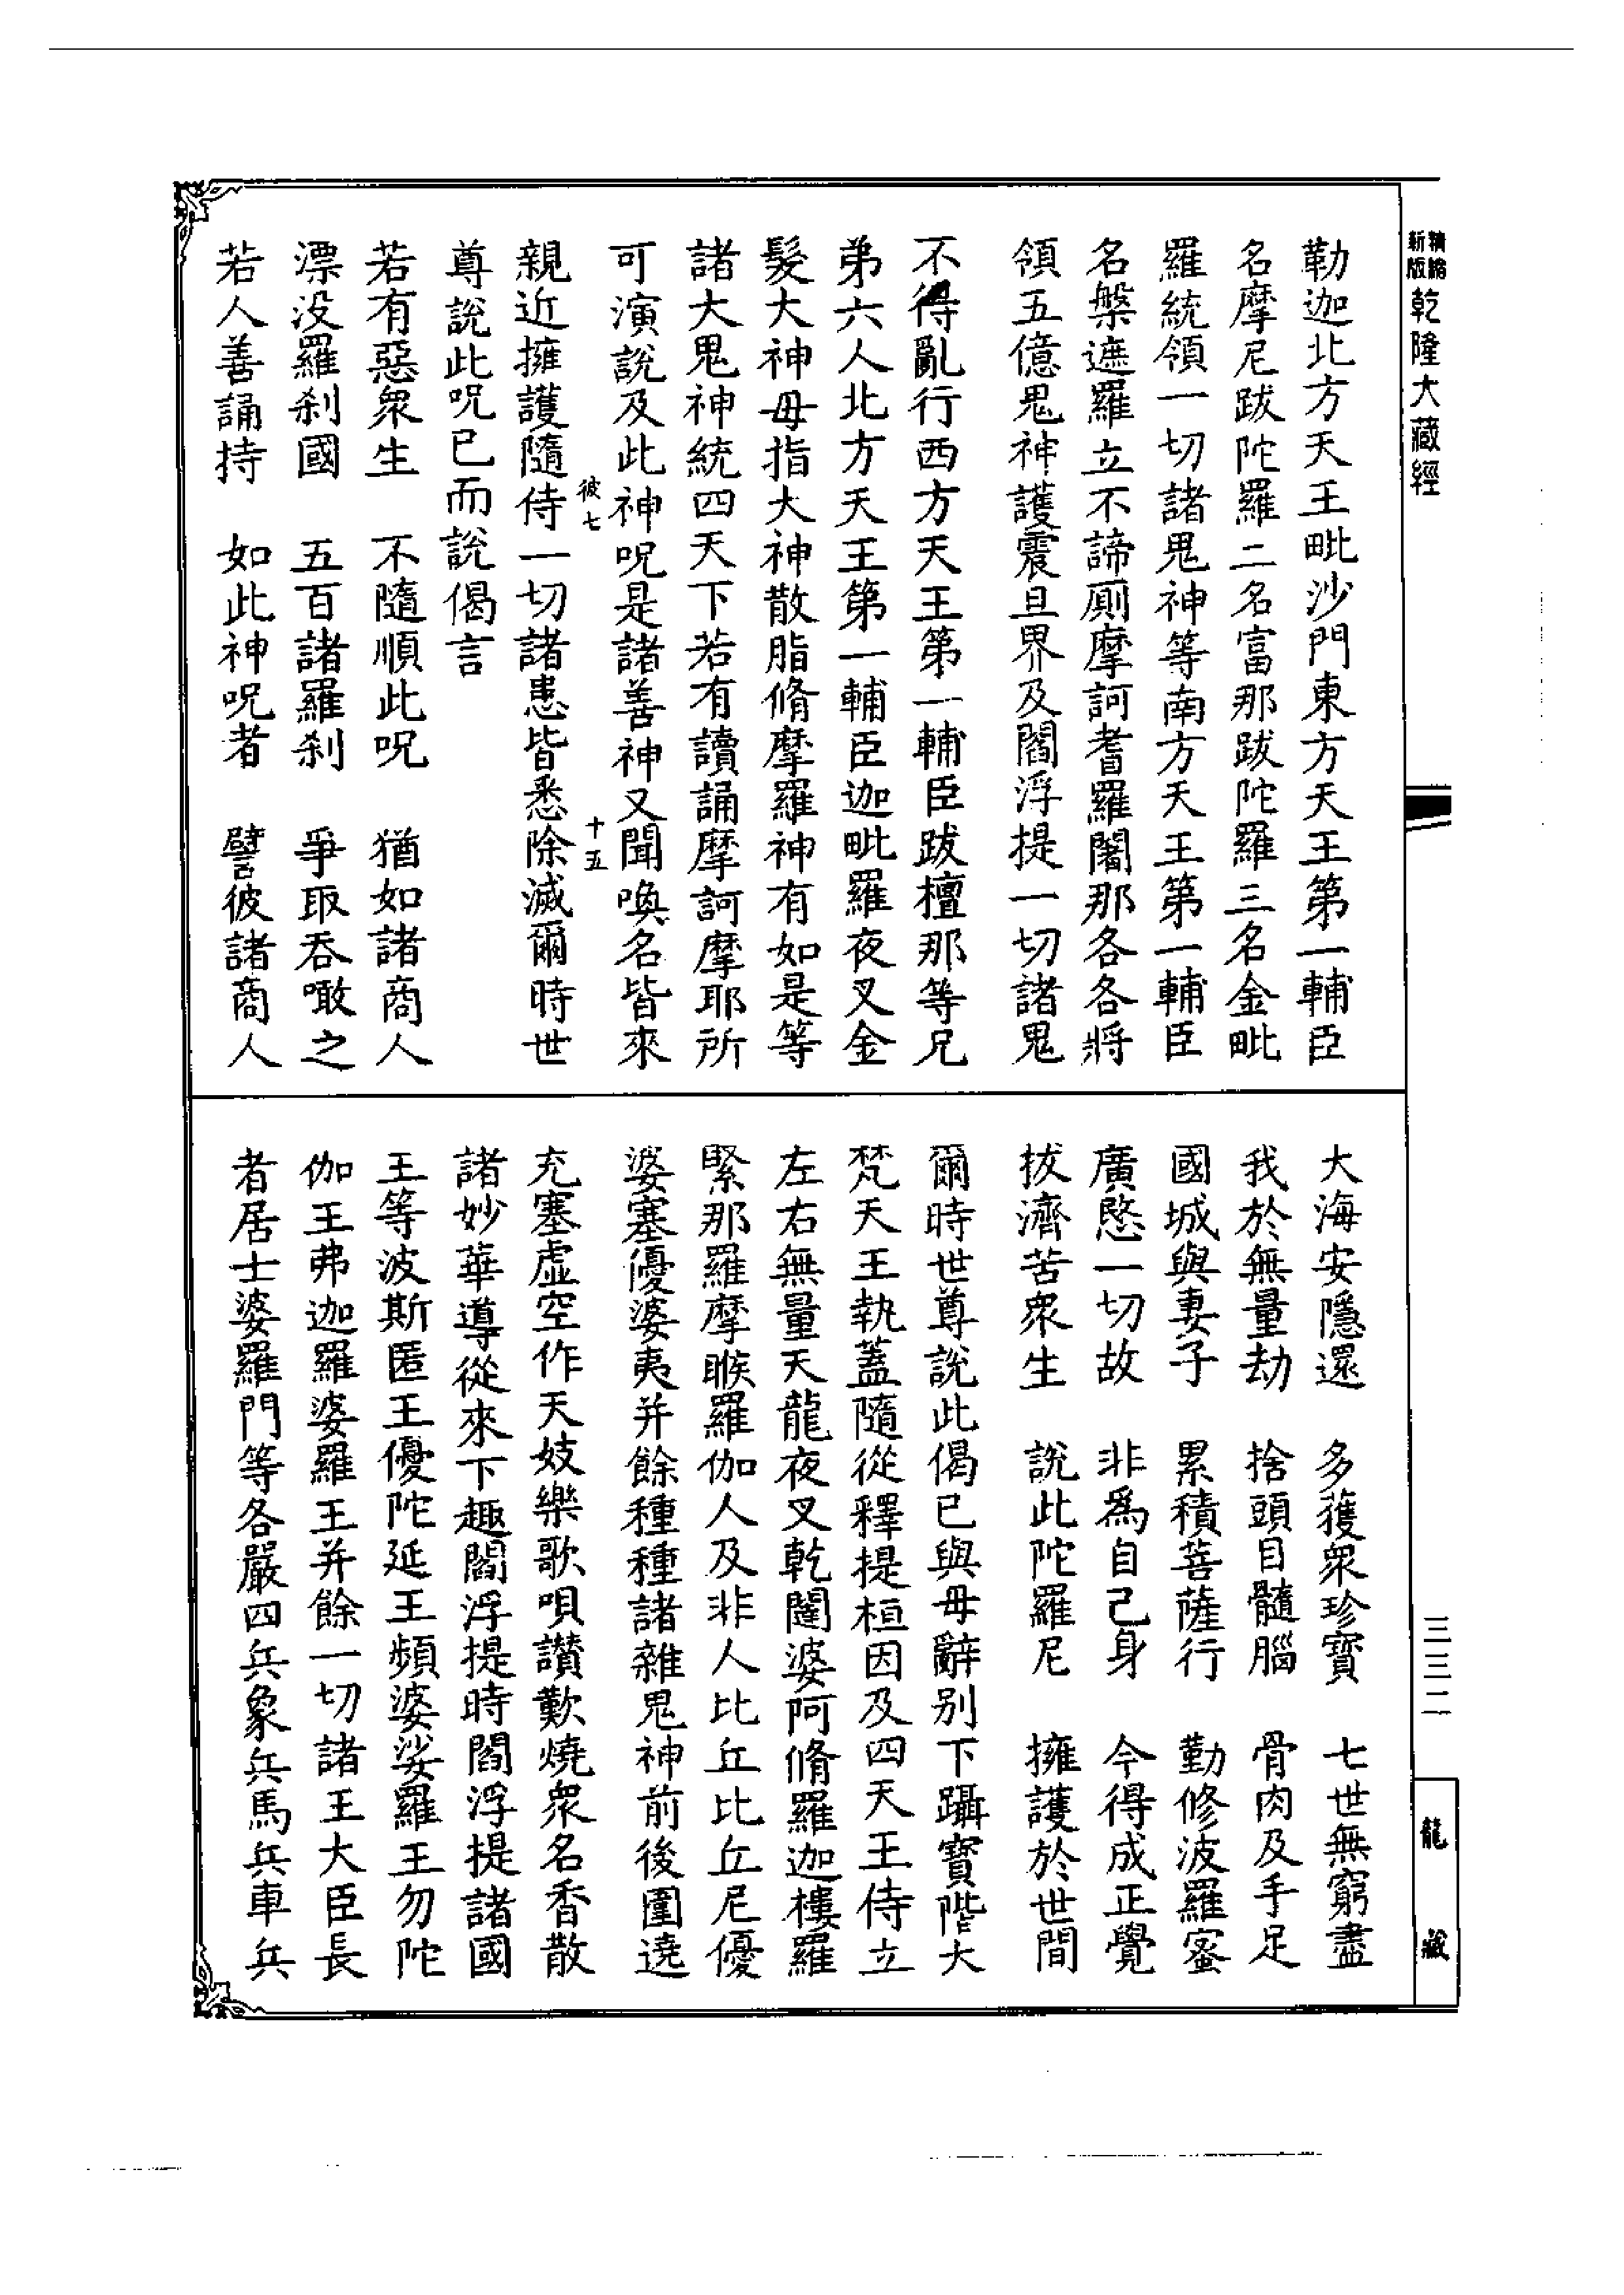 新版
精縮
乾隆大藏經
勒迦北方天王毗沙門東方天王第一輔臣
名摩尼跋陀羅二名富那跋陀羅三名金毗
羅統領一切諸鬼神等南方天王第一輔臣
名槃遮羅立不諦廁摩訶耆羅闍那各各將
領五億鬼神護震旦界及閻浮提一切諸鬼
不得亂行西方天王第一輔臣跋檀那等兄
弟六人北方天王第一輔臣迦毗羅夜叉金
髮大神母指大神散脂脩摩羅神有如是等
諸大鬼神統四天下若有讀誦摩訶摩耶所
可演說及此神呪是諸善神又聞喚名皆來
彼七 十五
親近擁護隨侍一切諸患皆悉除滅爾時世
尊說此呪已而說偈言
若有惡眾生 不隨順此呪 猶如諸商人
漂没羅刹國 五百諸羅刹 爭取吞噉之
若人善誦持 如此神呪者 譬彼諸商人
大海安隱還 多獲眾珍寶 七世無窮盡
我於無量劫 捨頭目髓腦 骨肉及手足
國城與妻子 累積菩薩行 勤修波羅蜜
廣愍一切故 非為自己身 今得成正覺
拔濟苦眾生 說此陀羅尼 擁護於世間
爾時世尊說此偈已與母辭别下躡寶階大
梵天王執蓋隨從釋提桓因及四天王侍立
左右無量天龍夜叉乾闥婆阿脩羅迦樓羅
緊那羅摩睺羅伽人及非人比丘比丘尼優
婆塞優婆夷并餘種種諸雜鬼神前後圍遶
充塞虛空作天妓樂歌唄讚歎燒眾名香散
諸妙華導從來下趣閻浮提時閻浮提諸國
王等波斯匿王優陀延王頻婆娑羅王勿陀
伽王弗迦羅婆羅王并餘一切諸王大臣長
者居士婆羅門等各嚴四兵象兵馬兵車兵
三三二
龍藏